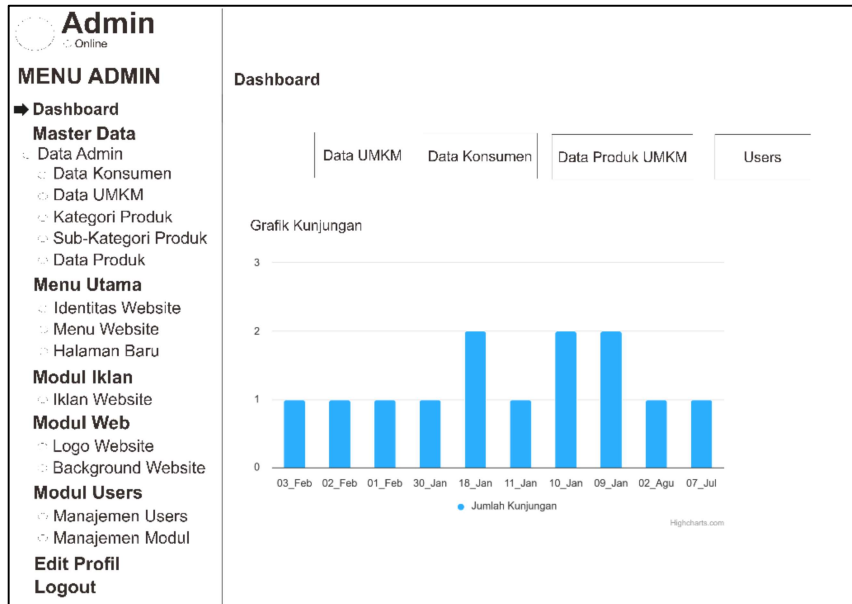 Admin
Online
MENU ADMIN
Dashboard
Master Data
Data Admin
Data Konsumen
Data UMKM
Kategori Produk
Sub-Kategori Produk
Data Produk
Menu Utama
Identitas Website
Menu Website
Halaman Baru
Modul Iklan
Iklan Website
Modul Web
Logo Website
Background Website
Modul Users
Manajemen Users
Manajemen Modul
Edit Profil
Logout
Dashboard
Data UMKM Data Konsumen Data Produk UMKM Users
Grafik Kunjungan
3
2
1
0
03_Feb 02_Feb 01_Feb 30_Jan 18_Jan 11_Jan 10_Jan 09_Jan 02_Agu 07_Jul
Jumlah Kunjungan
Highcharts.com